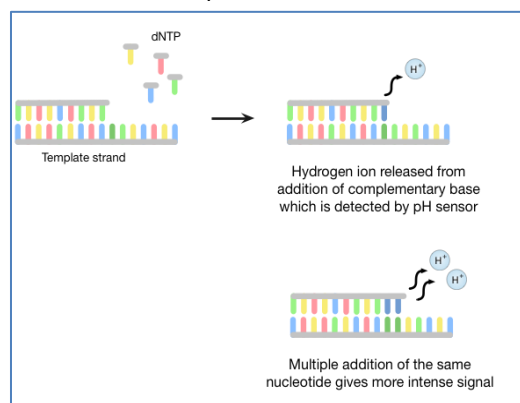 dNTP
H+
Template strand
Hydrogen ion released from
addition of complementary base
which is detected by pH sensor
H+
H+
Multiple addition of the same
nucleotide gives more intense signal